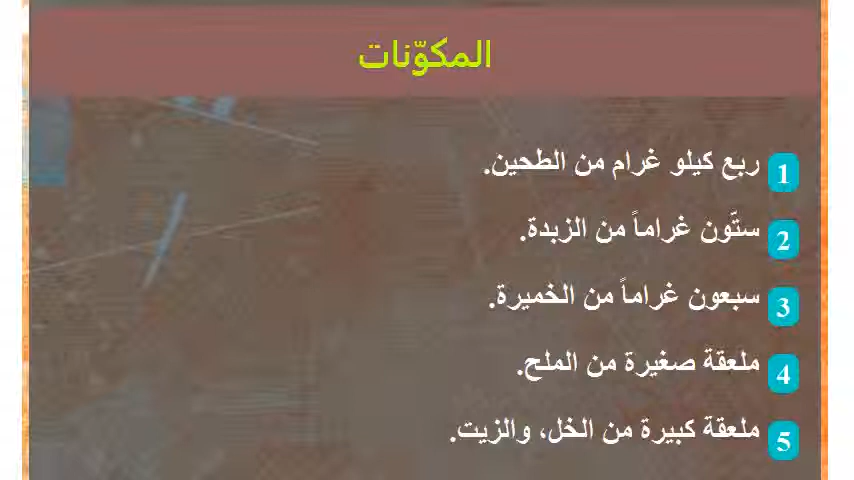 المكوّنات
1 ربع كيلو غرام من الطحين.
2 ستّون غراماً من الزبدة.
3 سبعون غراماً من الخميرة.
4 ملعقة صغيرة من الملح.
5 ملعقة كبيرة من الخل، والزيت.